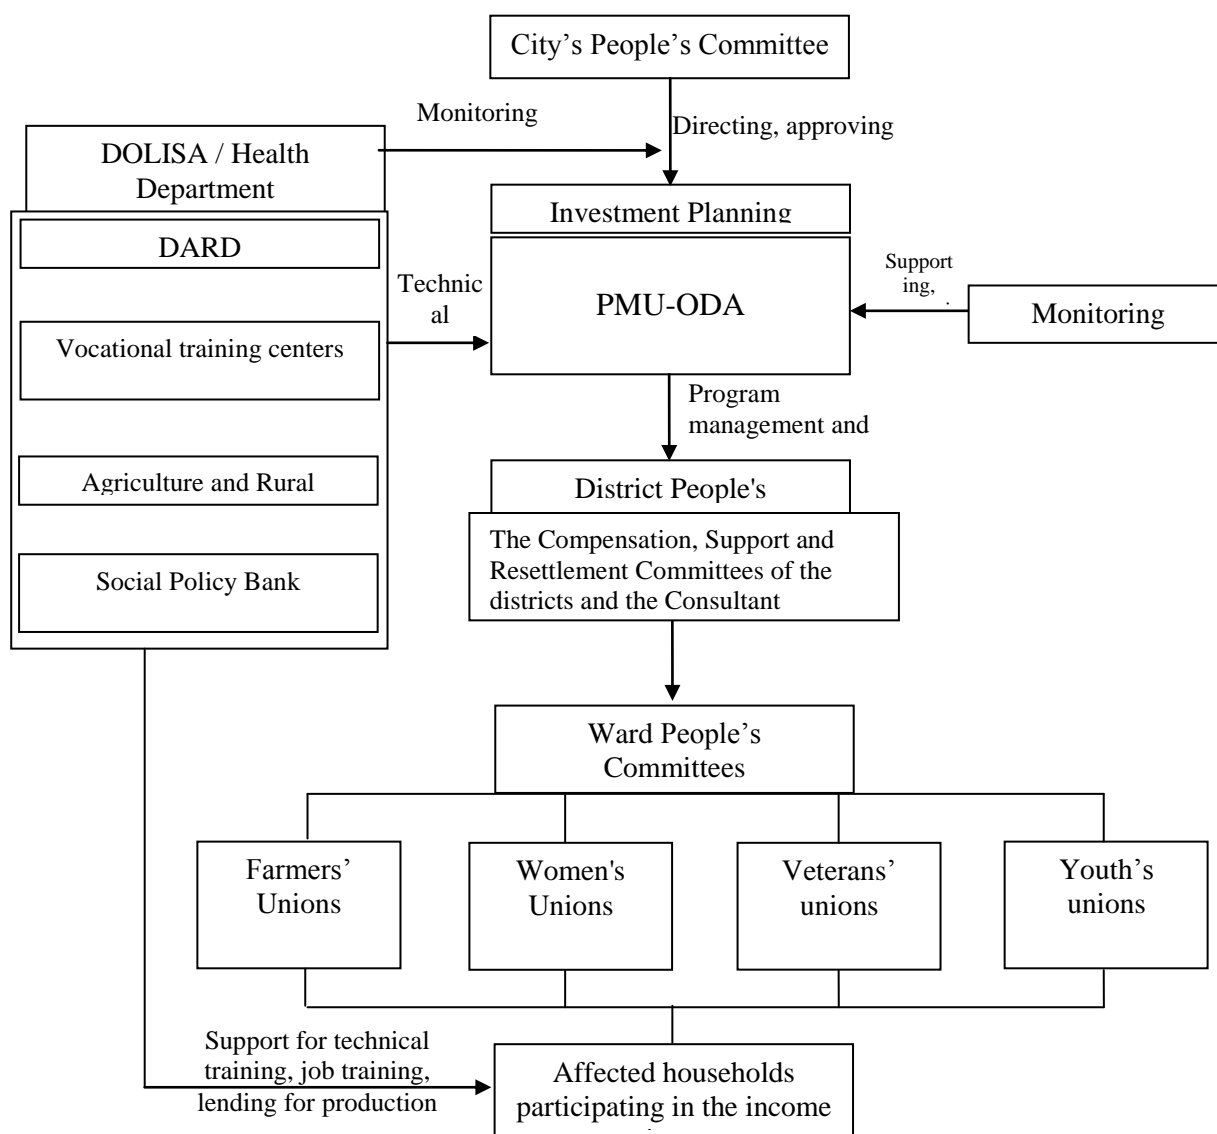 City’s People’s Committee
Monitoring
Directing, approving
DOLISA / Health
Department
Investment Planning
DARD
PMU-ODA
Technic
al
Support
ing,
Monitoring
Vocational training centers
Program
management and
Agriculture and Rural
District People's
The Compensation, Support and
Resettlement Committees of the
districts and the Consultant
Social Policy Bank
Ward People’s
Committees
Farmers’
Unions
Women's
Unions
Veterans’
unions
Youth’s
unions
Support for technical
training, job training,
lending for production
Affected households
participating in the income